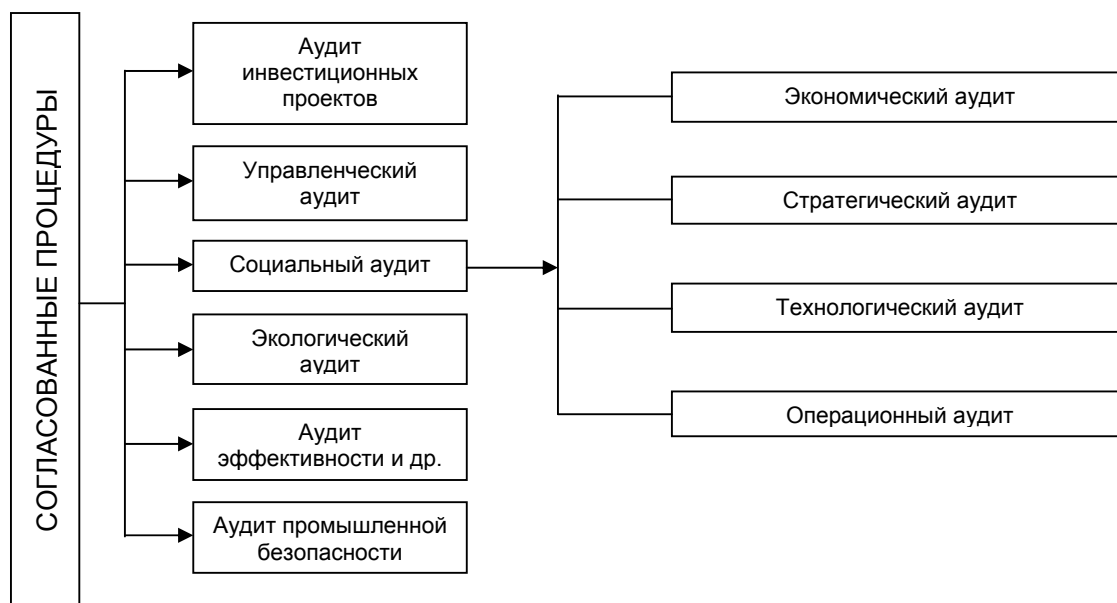 СОГЛАСОВАННЫЕ ПРОЦЕДУРЫ
Аудит
инвестиционных
проектов
Управленческий
аудит
Социальный аудит
Экологический
аудит
Аудит
эффективности и др.
Аудит промышленной
безопасности
Экономический аудит
Стратегический аудит
Технологический аудит
Операционный аудит